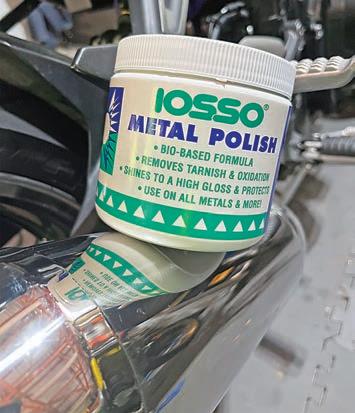 IOSSO®
METAL POLISH
• BIO-BASED FORMULA
• REMOVES TARNISH & OXIDATION
• SHINES TO A HIGH GLOSS & PROTECTS
• USE ON ALL METALS & MORE!